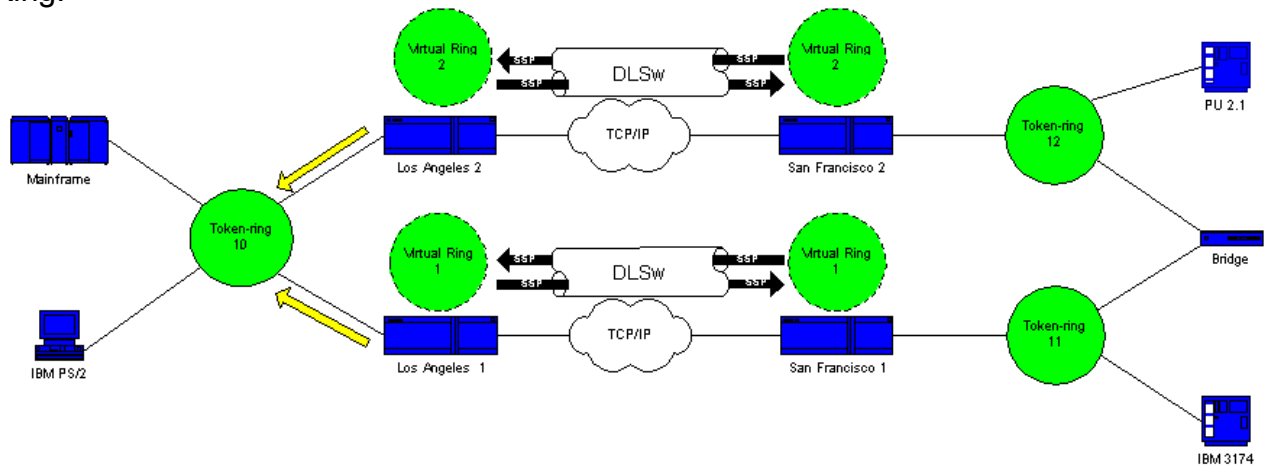 Virtual Ring
2
SSP
SSP
DLSw
SSP
SSP
Virtual Ring
2
PU 2.1
TCP/IP
Los Angeles 2
San Francisco 2
Token-ring
12
Mainframe
Token-ring
10
Virtual Ring
1
SSP
SSP
DLSw
SSP
SSP
Virtual Ring
1
Bridge
TCP/IP
Los Angeles 1
San Francisco 1
Token-ring
11
IBM PS/2
IBM 3174